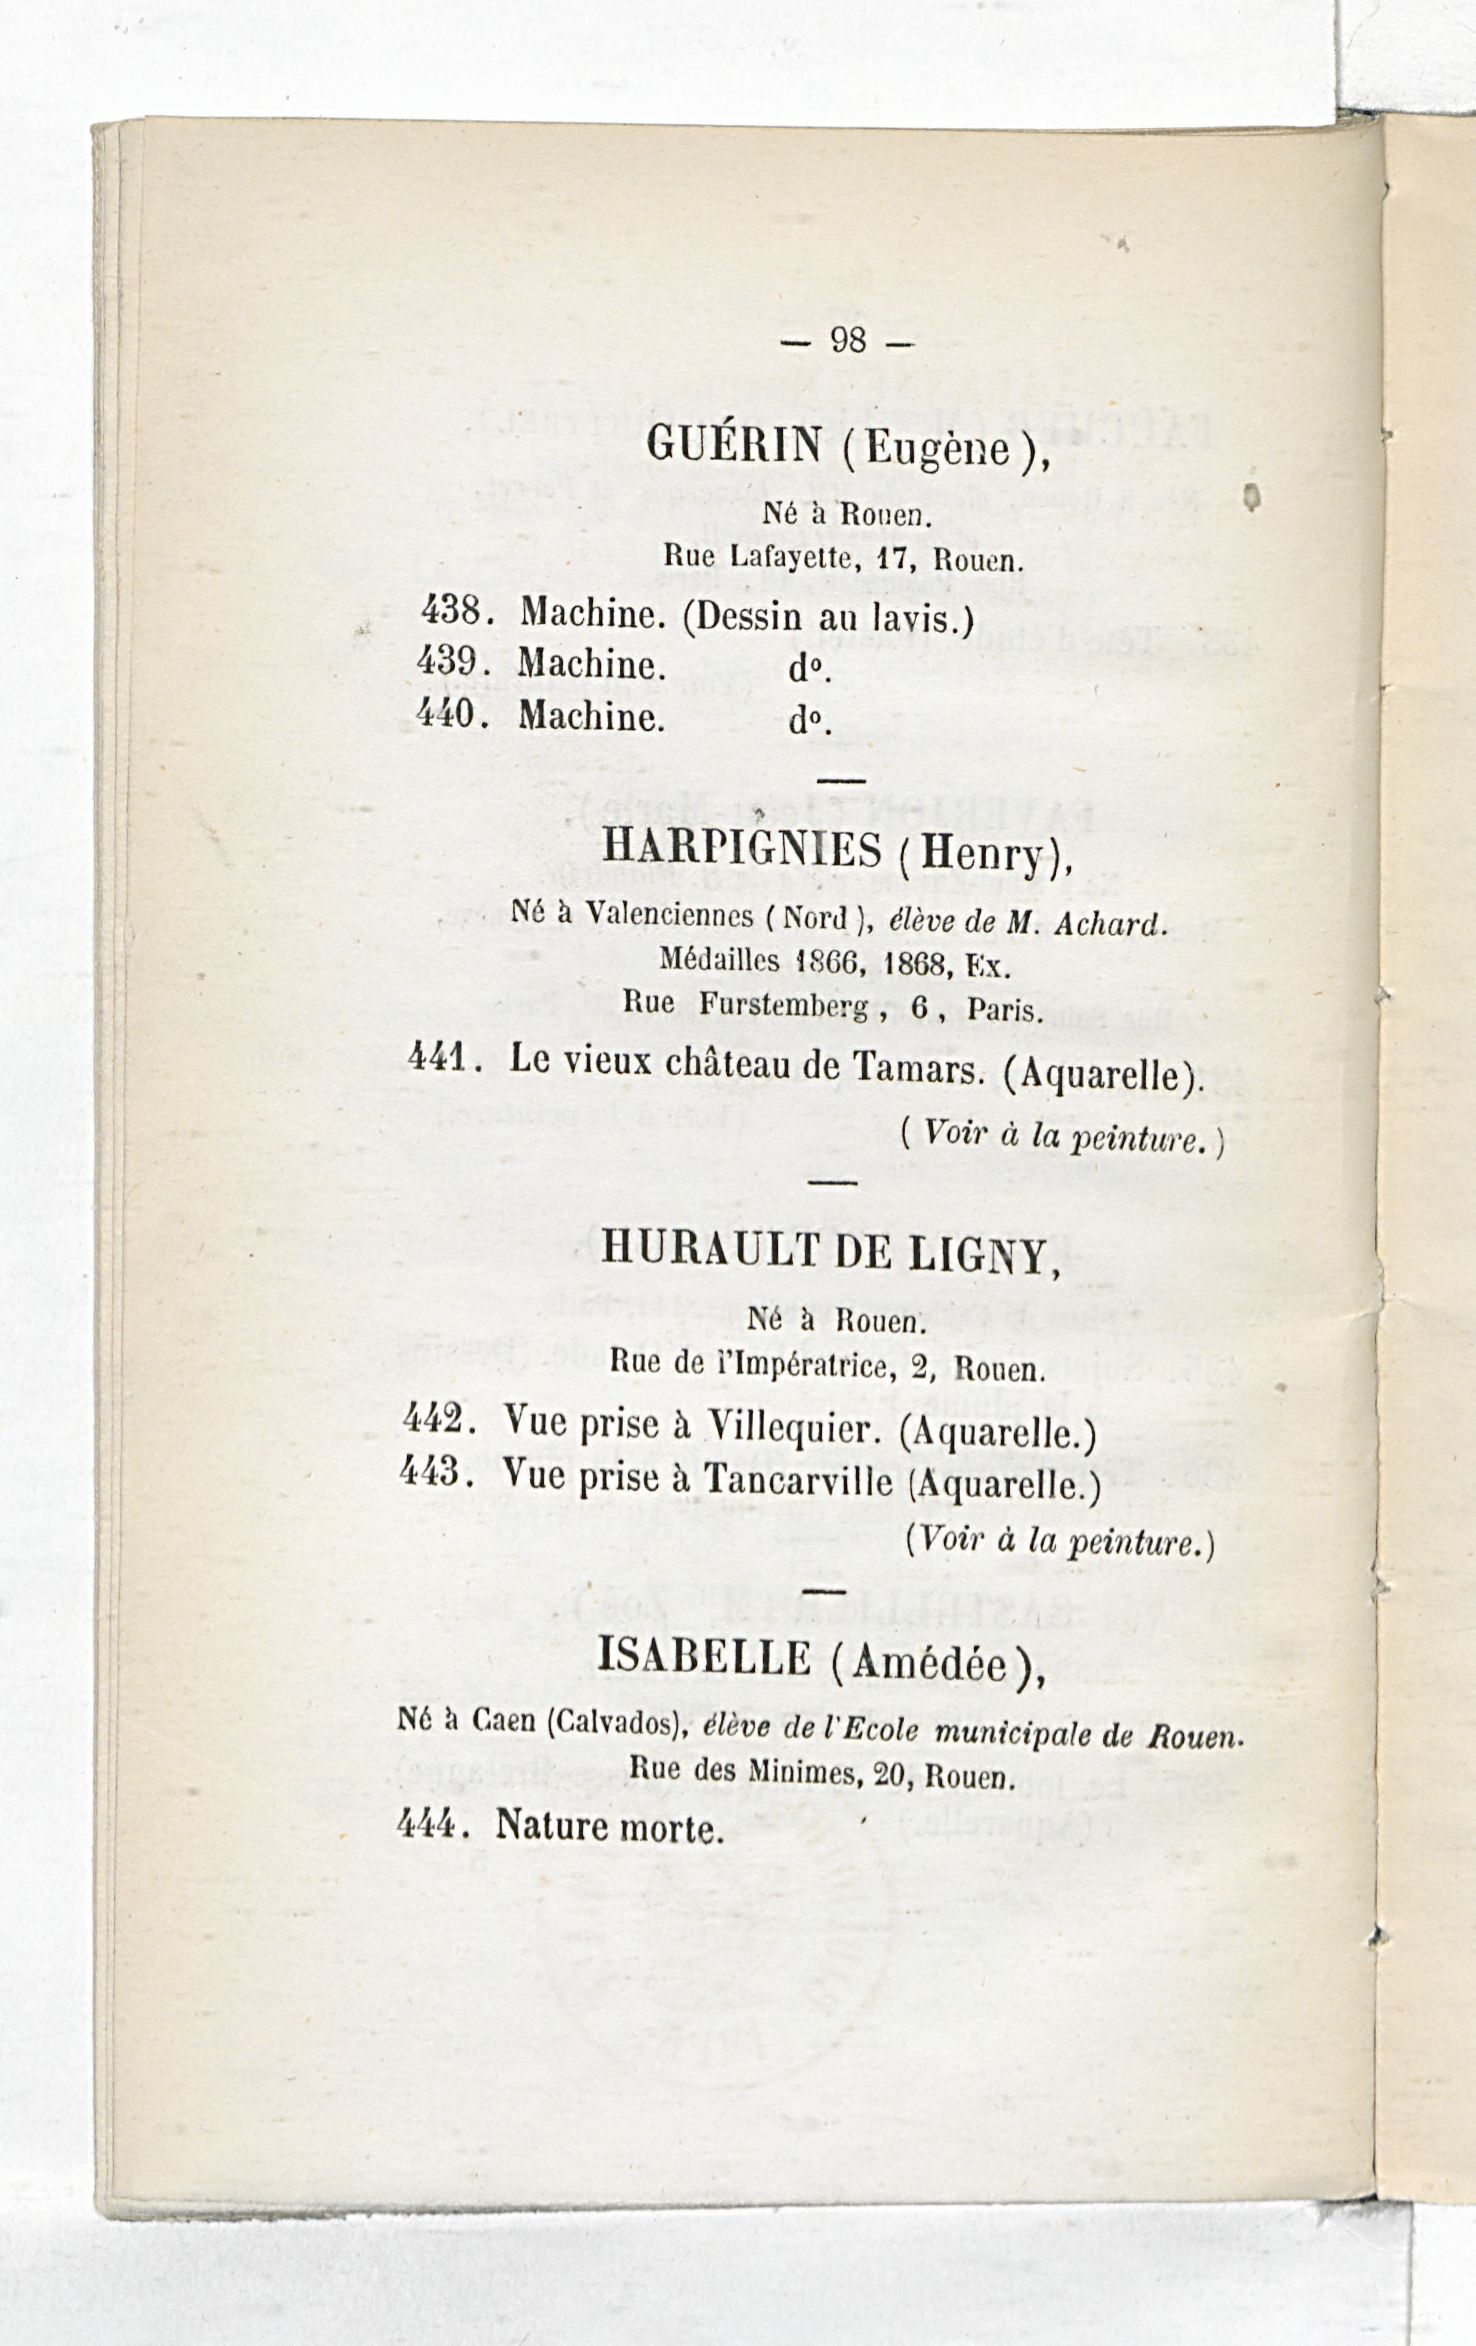 — 98 —
GUÉRIN (Eugène),
Né à Rouen.
Rue Lafayette, 17, Rouen.
438. Machine. (Dessin au lavis.)
439. Machine. dº.
440. Machine. dº.
HARPIGNIES (Henry),
Né à Valenciennes (Nord), élève de M. Achard.
Médailles 1866, 1868, Ex.
Rue Furstemberg, 6, Paris.
441. Le vieux château de Tamars. (Aquarelle).
(Voir à la peinture.)
HURAULT DE LIGNY,
Né à Rouen.
Rue de l'Impératrice, 2, Rouen.
442. Vue prise à Villequier. (Aquarelle.)
443. Vue prise à Tancarville (Aquarelle.)
(Voir à la peinture.)
ISABELLE (Amédée),
Né à Caen (Calvados), élève de l'Ecole municipale de Rouen.
Rue des Minimes, 20, Rouen.
444. Nature morte.